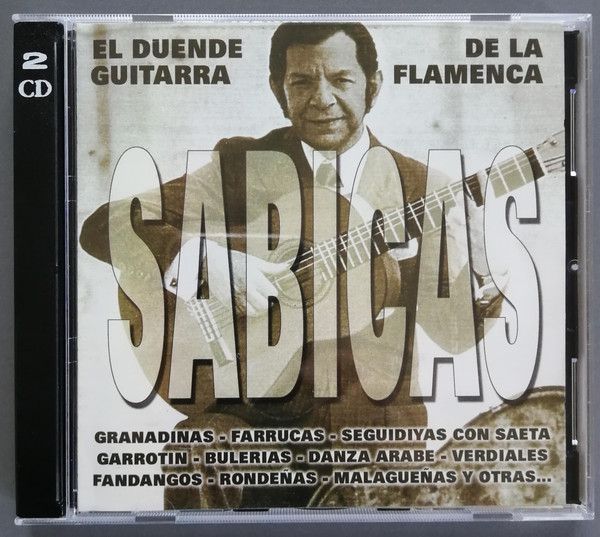 2
CD
EL DUENDE DE LA
GUITARRA FLAMENCA
SABICAS
GRANADINAS - FARRUCAS - SEGUIDIYAS CON SAETA
GARROTIN - BULERIAS - DANZA ARABE - VERDIALES
FANDANGOS - RONDEÑAS - MALAGUEÑAS Y OTRAS...